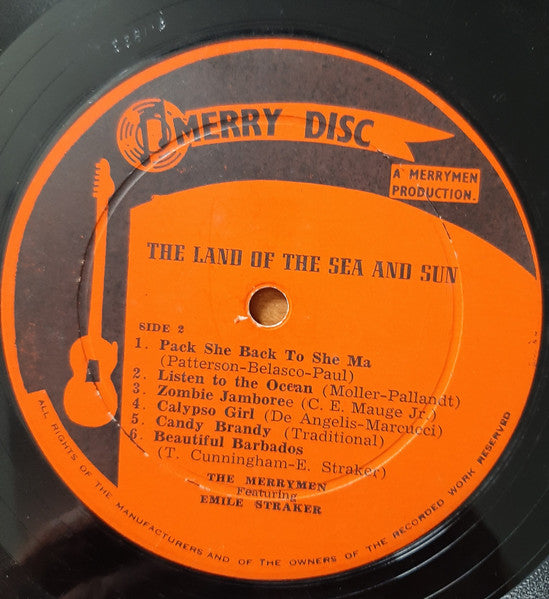 MERRY DISC
A MERRYMEN
PRODUCTION.
THE LAND OF THE SEA AND SUN
SIDE 2
1. Pack She Back To She Ma
(Patterson-Belasco-Paul)
2. Listen to the Ocean (Moller-Pallandt)
3. Zombie Jamboree (C. E. Mauge Jr.)
4. Calypso Girl (De Angelis-Marcucci)
5. Candy Brandy (Traditional)
6. Beautiful Barbados
(T. Cunningham-E. Straker)
THE MERRYMEN
Featuring
EMILE STRAKER
ALL RIGHTS OF THE MANUFACTURERS AND OF THE OWNERS OF THE RECORDED WORK RESERVED